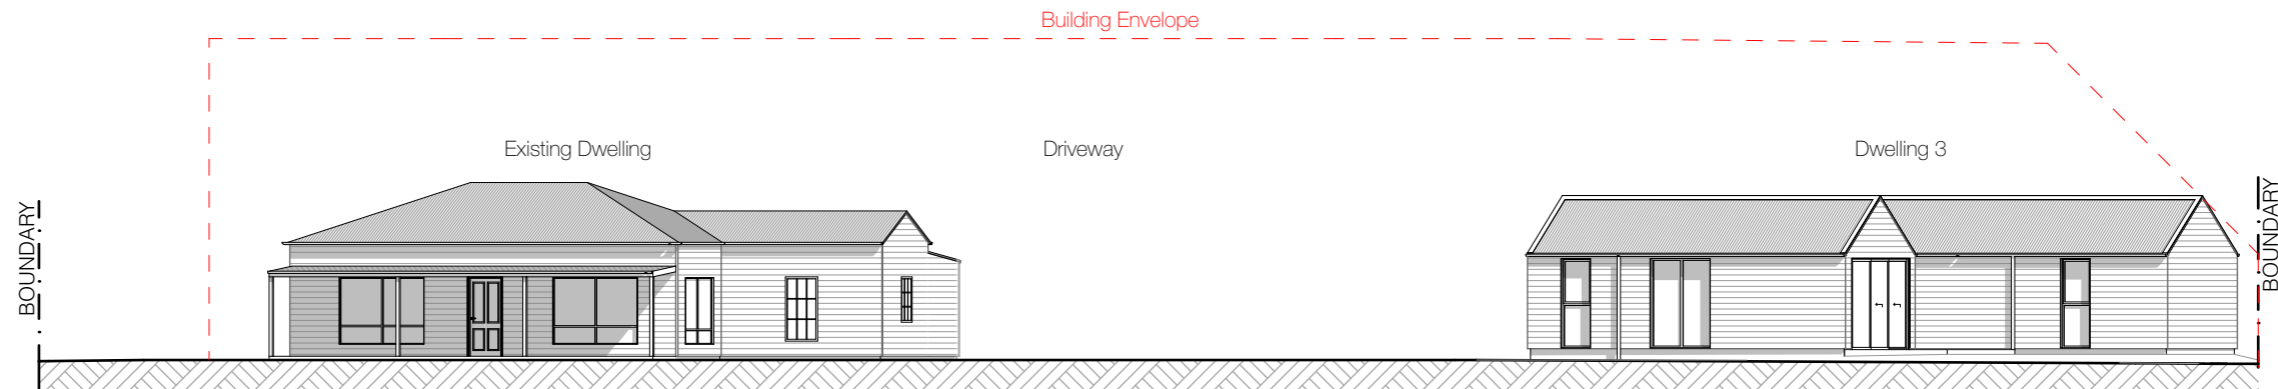 Building Envelope
Existing Dwelling
Driveway
Dwelling 3
BOUNDARY
BOUNDARY